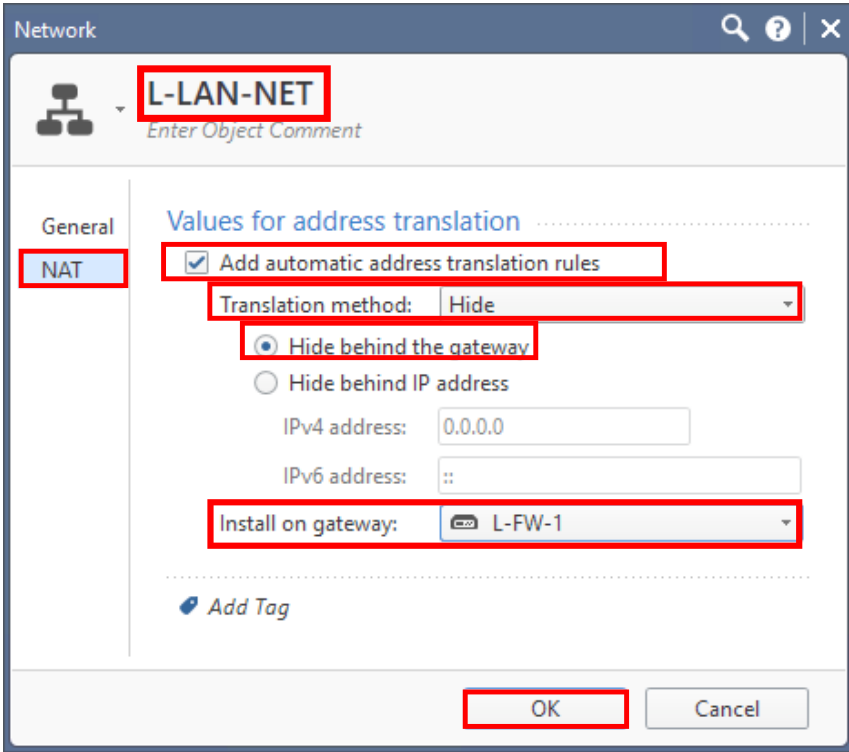 Network
L-LAN-NET
Enter Object Comment
General
NAT
Values for address translation
Add automatic address translation rules
Translation method: Hide
Hide behind the gateway
Hide behind IP address
IPv4 address: 0.0.0.0
IPv6 address: ::
Install on gateway: L-FW-1
Add Tag
OK Cancel